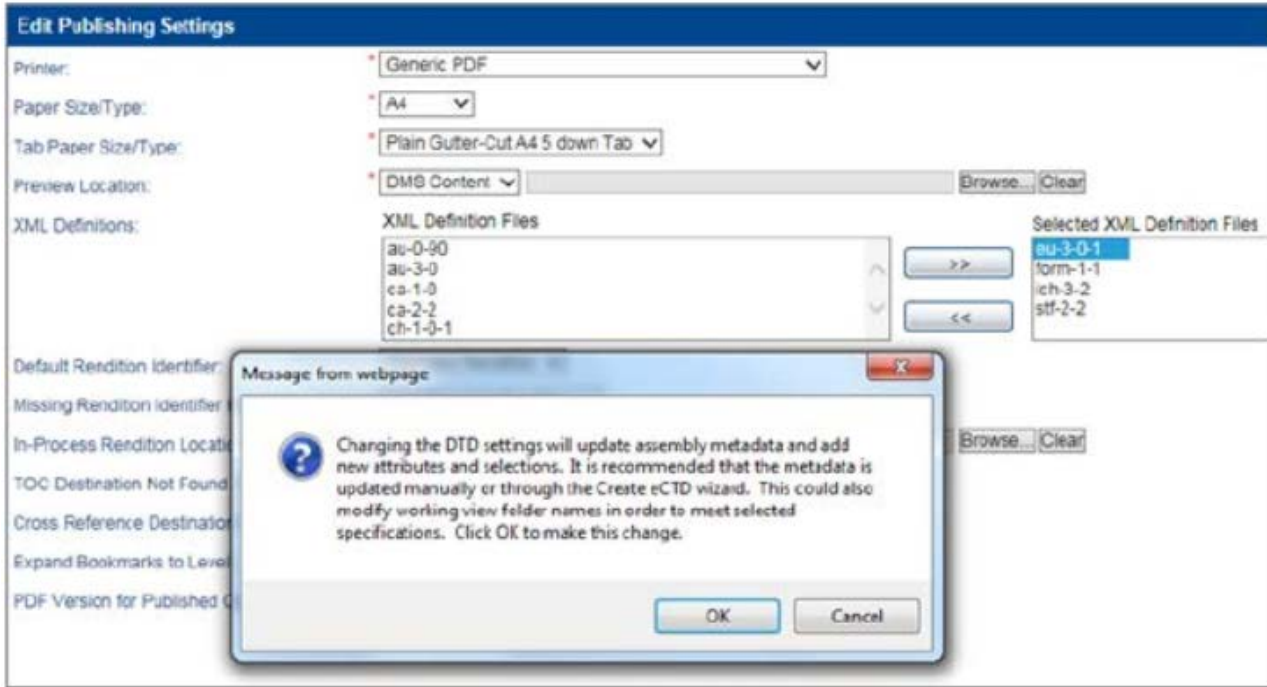 Edit Publishing Settings
Printer: * Generic PDF
Paper Size/Type: * A4
Tab Paper Size/Type: * Plain Gutter-Cut A4 5 down Tab
Preview Location: * DMS Content Browse... Clear
XML Definitions: XML Definition Files Selected XML Definition Files
au-0-90 eu-3-0-1
au-3-0 >> form-1-1
ca-1-0 ich-3-2
ca-2-2 stf-2-2
ch-1-0-1 <<
Default Rendition Identifier:
Message from webpage
Missing Rendition Identifier
In-Process Rendition Browse... Clear
TOC Destination Not Found
Cross Reference
Expand Bookmarks to Level
PDF Version for Published
Changing the DTD settings will update assembly metadata and add
new attributes and selections. It is recommended that the metadata is
updated manually or through the Create eCTD wizard. This could also
modify working view folder names in order to meet selected
specifications. Click OK to make this change.
OK Cancel